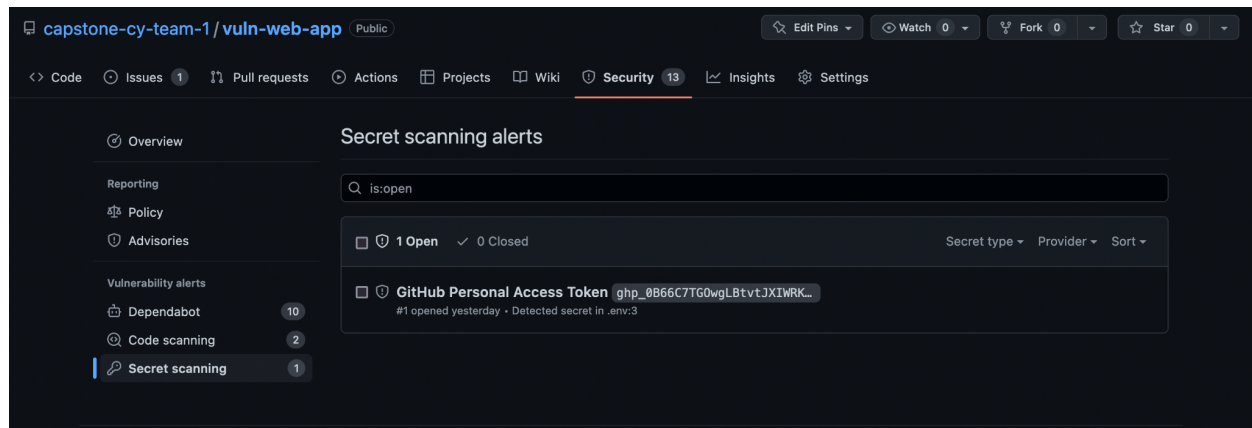 capstone-cy-team-1 / vuln-web-app Public Edit Pins Watch 0 Fork 0 Star 0
Code Issues 1 Pull requests Actions Projects Wiki Security 13 Insights Settings
Overview
Reporting
Policy
Advisories
Vulnerability alerts
Dependabot 10
Code scanning 2
Secret scanning 1
Secret scanning alerts
is:open
1 Open 0 Closed Secret type Provider Sort
GitHub Personal Access Token ghp_0B66C7TGOwgLBtvtJXIWRK…
#1 opened yesterday • Detected secret in .env:3